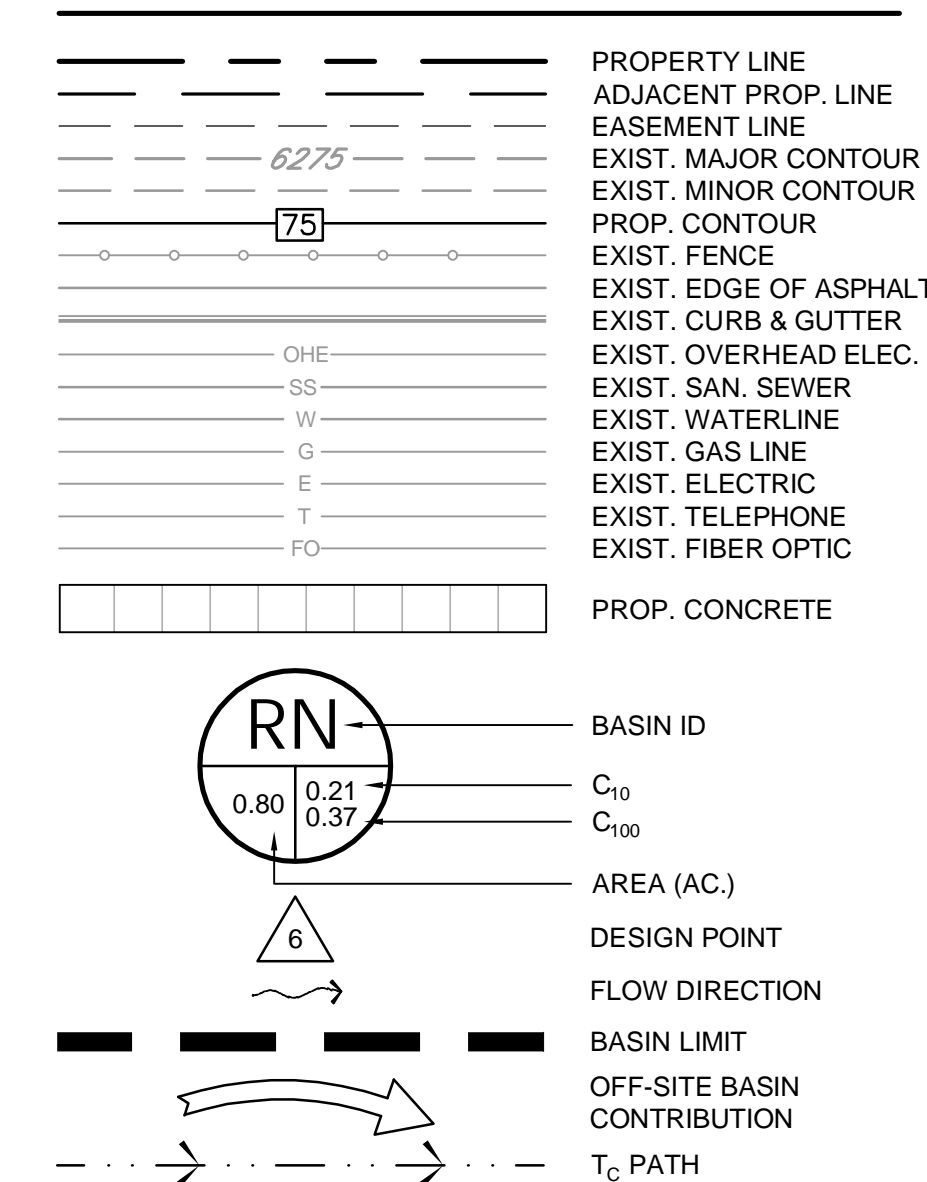 PROPERTY LINE
ADJACENT PROP. LINE
EASEMENT LINE
6275 EXIST. MAJOR CONTOUR
EXIST. MINOR CONTOUR
75 PROP. CONTOUR
EXIST. FENCE
EXIST. EDGE OF ASPHALT
EXIST. CURB & GUTTER
OHE EXIST. OVERHEAD ELEC.
SS EXIST. SAN. SEWER
W EXIST. WATERLINE
G EXIST. GAS LINE
E EXIST. ELECTRIC
T EXIST. TELEPHONE
FO EXIST. FIBER OPTIC
PROP. CONCRETE
RN BASIN ID
0.80 0.21 C10
0.37 C100
AREA (AC.)
6 DESIGN POINT
FLOW DIRECTION
BASIN LIMIT
OFF-SITE BASIN
CONTRIBUTION
TC PATH